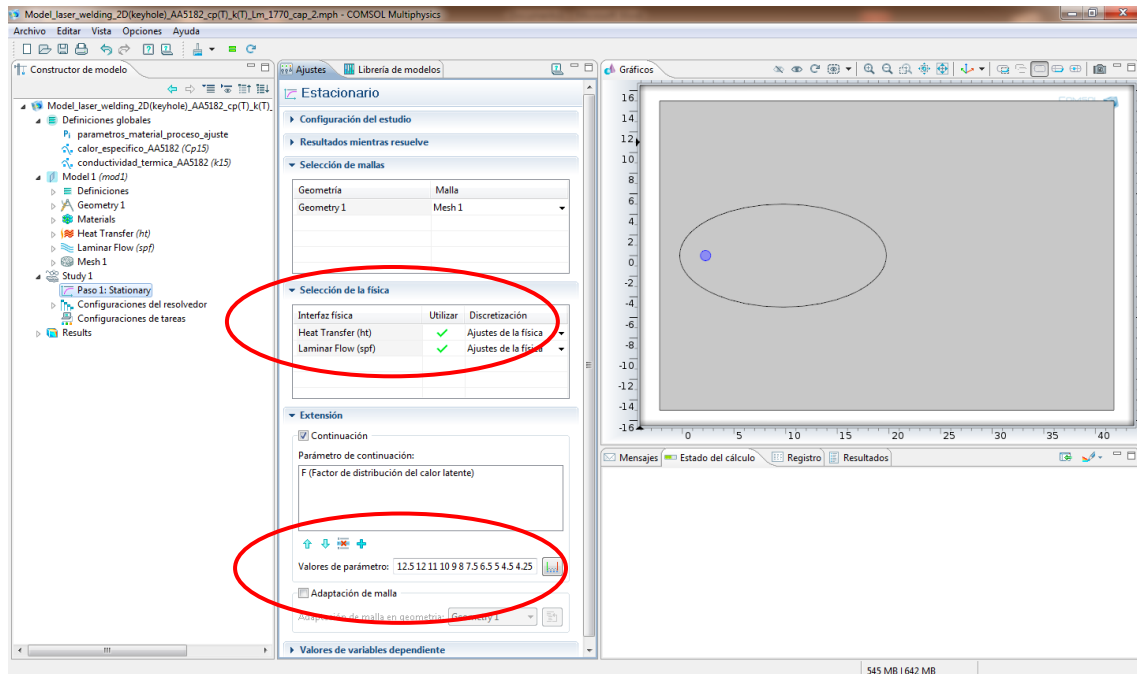 Model_laser_welding_2D(keyhole)_AA5182_cp(T)_k(T)_Lm_1770_cap_2.mph - COMSOL Multiphysics
Archivo Editar Vista Opciones Ayuda
Constructor de modelo
Model_laser_welding_2D(keyhole)_AA5182_cp(T)_k(T)_
Definiciones globales
Pi parametros_material_proceso_ajuste
calor_especifico_AA5182 (Cp15)
conductividad_termica_AA5182 (k15)
Model 1 (mod1)
Definiciones
Geometry 1
Materials
Heat Transfer (ht)
Laminar Flow (spf)
Mesh 1
Study 1
Paso 1: Stationary
Configuraciones del resolvedor
Configuraciones de tareas
Results
Ajustes Librería de modelos
Estacionario
Configuración del estudio
Resultados mientras resuelve
Selección de mallas
Geometría Malla
Geometry 1 Mesh 1
Selección de la física
Interfaz física Utilizar Discretización
Heat Transfer (ht) Ajustes de la física
Laminar Flow (spf) Ajustes de la física
Extensión
Continuación
Parámetro de continuación:
F (Factor de distribución del calor latente)
Valores de parámetro: 12.5 12 11 10 9 8 7.5 6.5 5 4.5 4.25
Adaptación de malla
Adaptación de malla en geometría: Geometry 1
Valores de variables dependiente
Gráficos
16
14
12
10
8
6
4
2
0
-2
-4
-6
-8
-10
-12
-14
-16
0 5 10 15 20 25 30 35 40
Mensajes Estado del cálculo Registro Resultados
545 MB | 642 MB